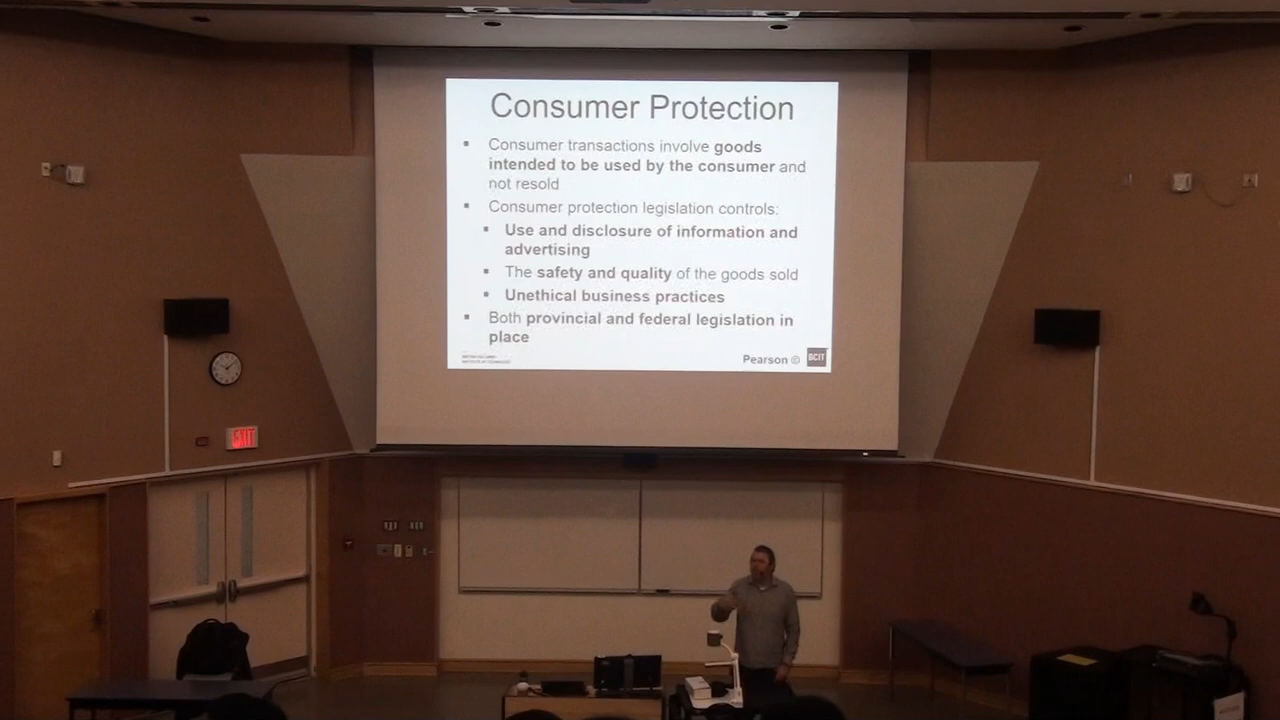 Consumer Protection
▪ Consumer transactions involve goods
intended to be used by the consumer and
not resold
▪ Consumer protection legislation controls:
▪ Use and disclosure of information and
advertising
▪ The safety and quality of the goods sold
▪ Unethical business practices
▪ Both provincial and federal legislation in
place
Pearson ©
BCIT
EXIT